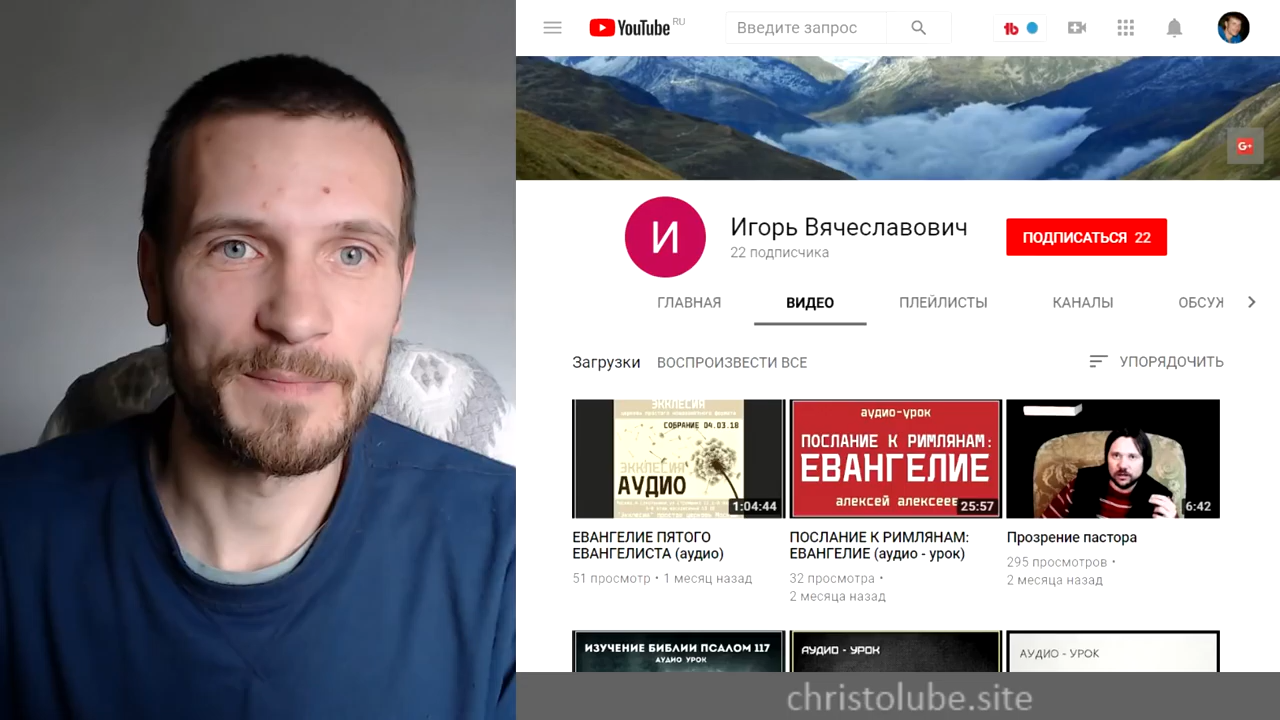 YouTube RU
Введите запрос
G+
И
Игорь Вячеславович
22 подписчика
ПОДПИСАТЬСЯ 22
ГЛАВНАЯ
ВИДЕО
ПЛЕЙЛИСТЫ
КАНАЛЫ
ОБСУЖ
Загрузки
ВОСПРОИЗВЕСТИ ВСЕ
УПОРЯДОЧИТЬ
ЭККЛЕСИЯ
СОБРАНИЕ 04.03.18
ЭККЛЕСИЯ
АУДИО
1:04:44
аудио-урок
ПОСЛАНИЕ К РИМЛЯНАМ:
ЕВАНГЕЛИЕ
алексей алексеев
25:57
6:42
ЕВАНГЕЛИЕ ПЯТОГО
ЕВАНГЕЛИСТА (аудио)
51 просмотр • 1 месяц назад
ПОСЛАНИЕ К РИМЛЯНАМ:
ЕВАНГЕЛИЕ (аудио - урок)
32 просмотра •
2 месяца назад
Прозрение пастора
295 просмотров •
2 месяца назад
ИЗУЧЕНИЕ БИБЛИИ ПСАЛОМ 117
АУДИО УРОК
АУДИО - УРОК
АУДИО - УРОК
christolube.site